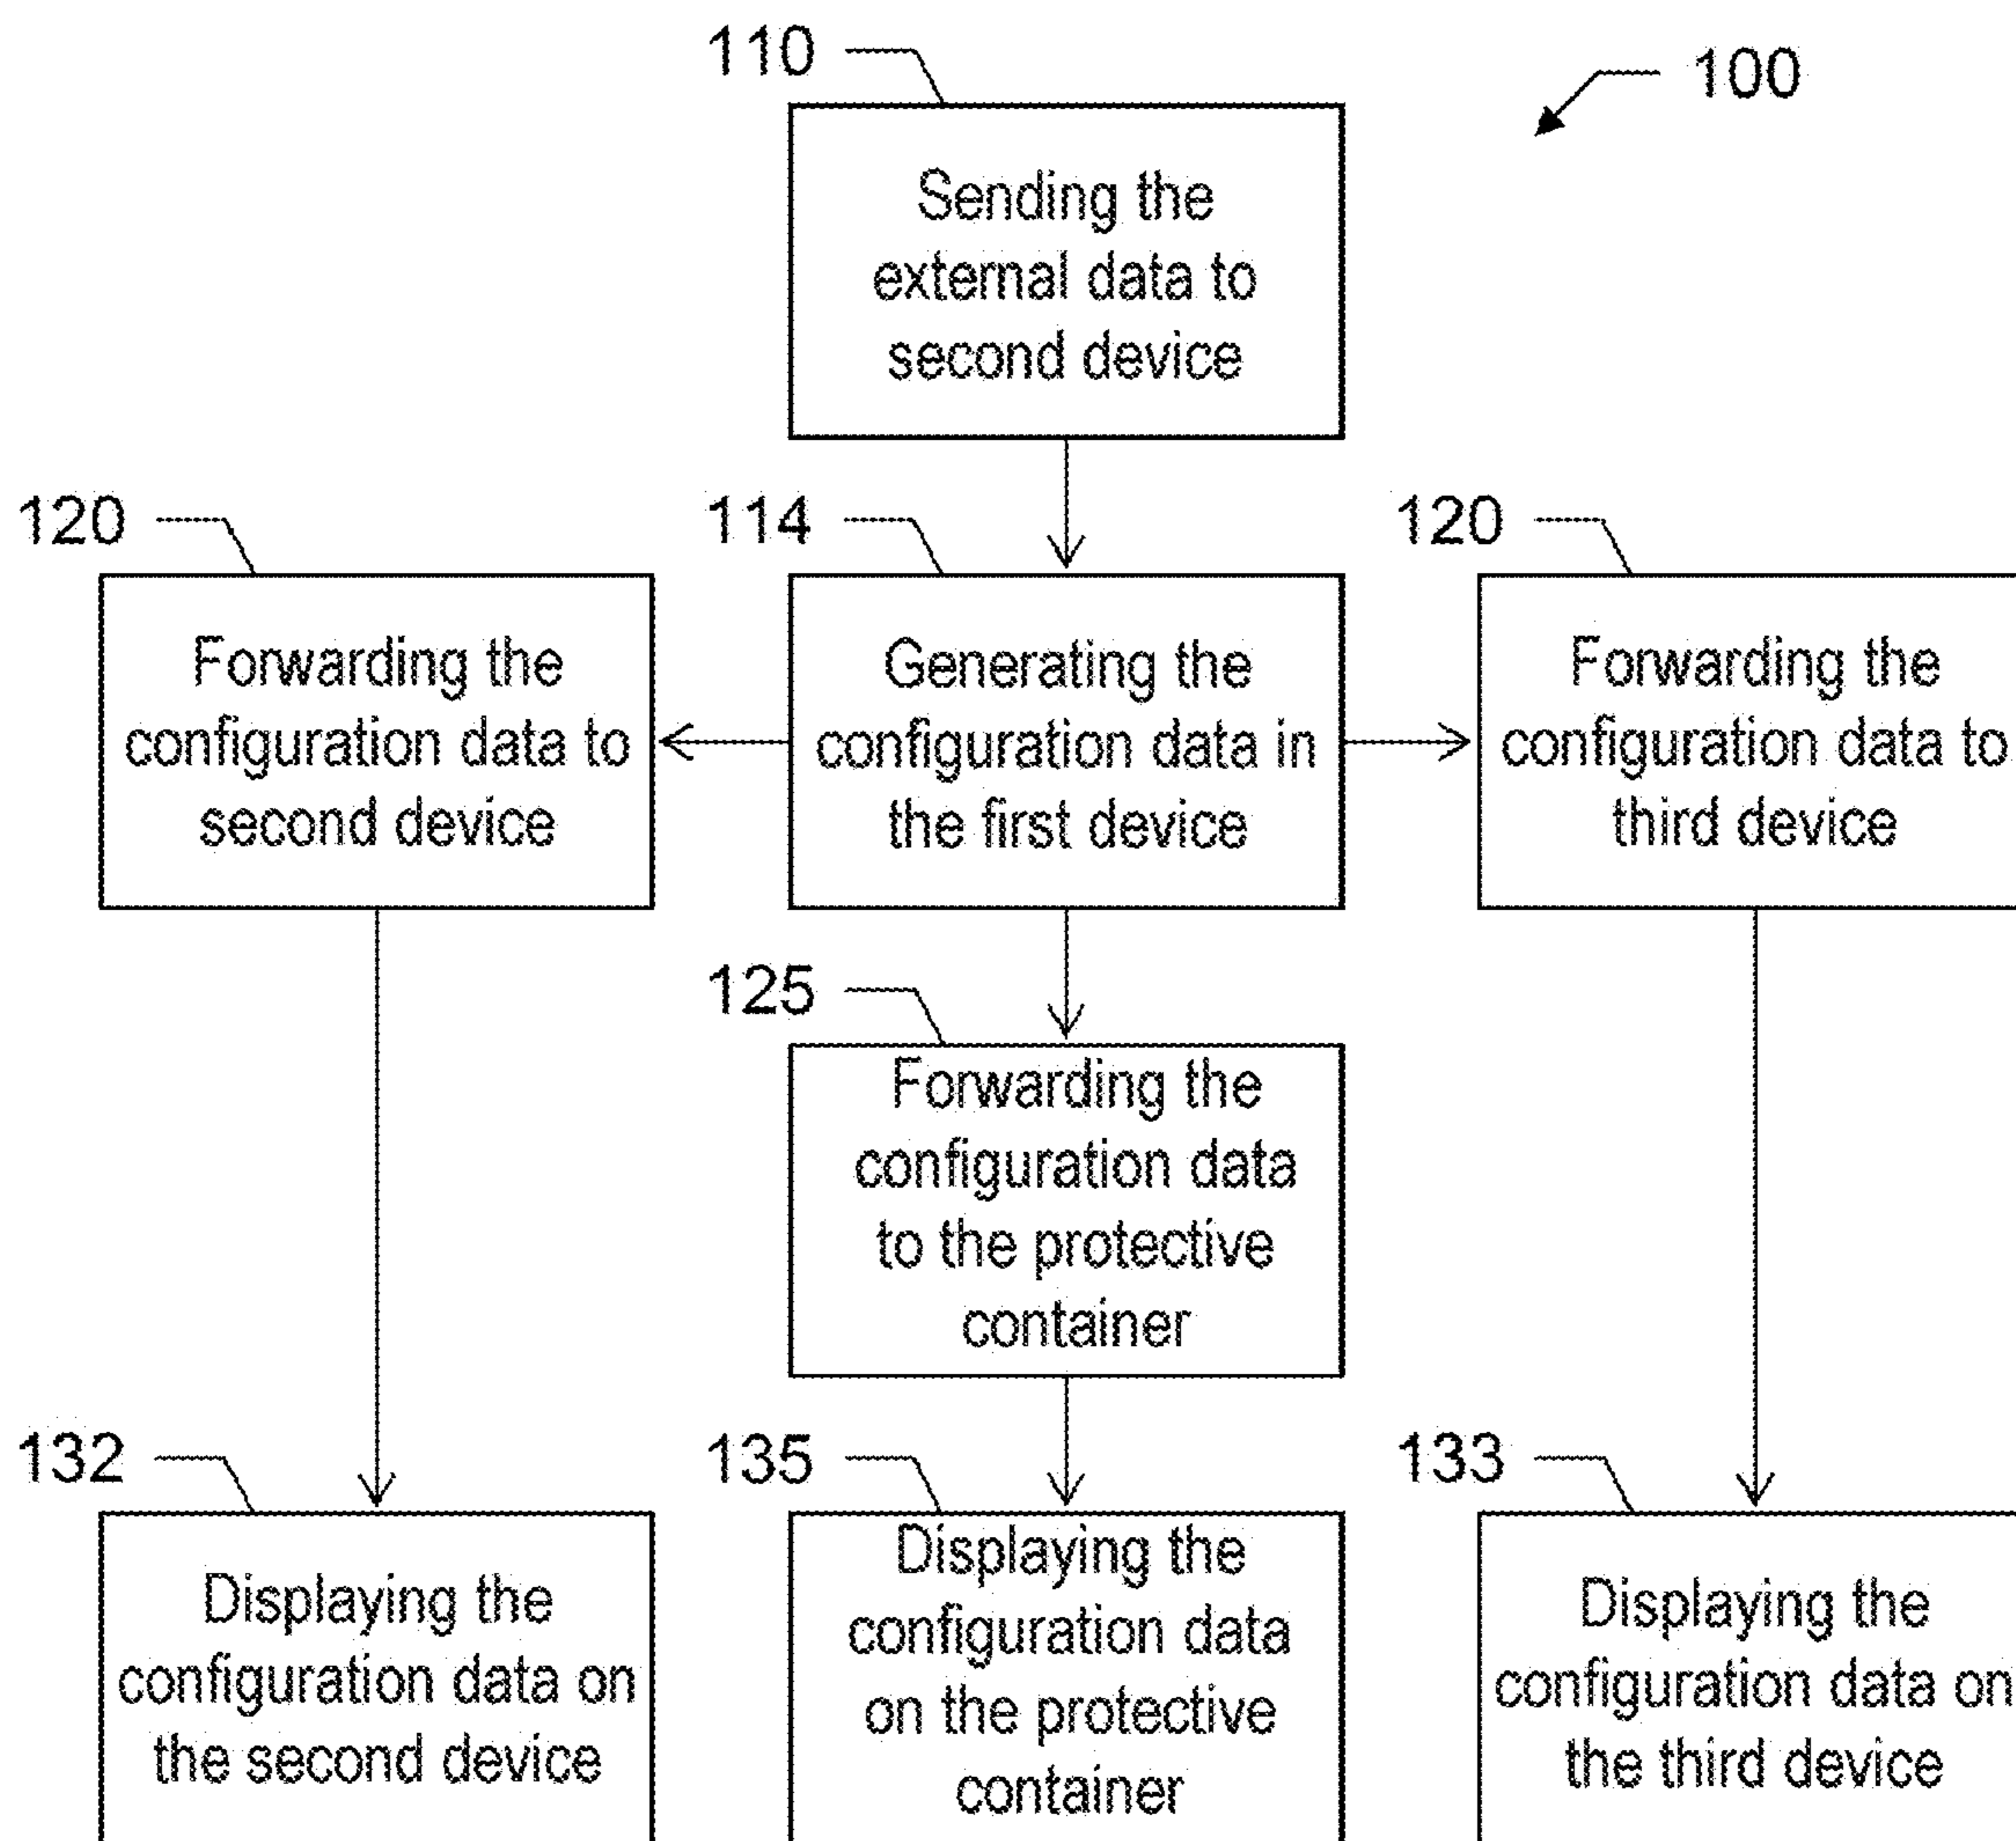 110
100
Sending the
external data to
second device
120
114
120
Forwarding the
configuration data to
second device
Generating the
configuration data in
the first device
Forwarding the
configuration data to
third device
125
Forwarding the
configuration data
to the protective
container
132
135
133
Displaying the
configuration data on
the second device
Displaying the
configuration data
on the protective
container
Displaying the
configuration data on
the third device